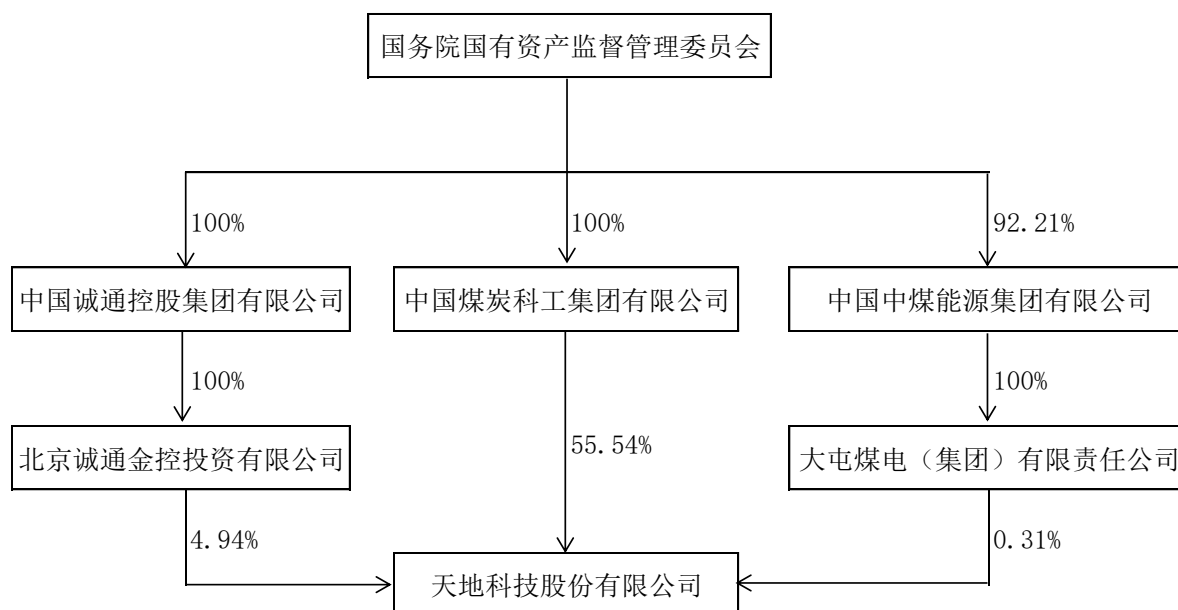 国务院国有资产监督管理委员会
100%
100%
92.21%
中国诚通控股集团有限公司
中国煤炭科工集团有限公司
中国中煤能源集团有限公司
100%
100%
北京诚通金控投资有限公司
55.54%
大屯煤电（集团）有限责任公司
4.94%
0.31%
天地科技股份有限公司